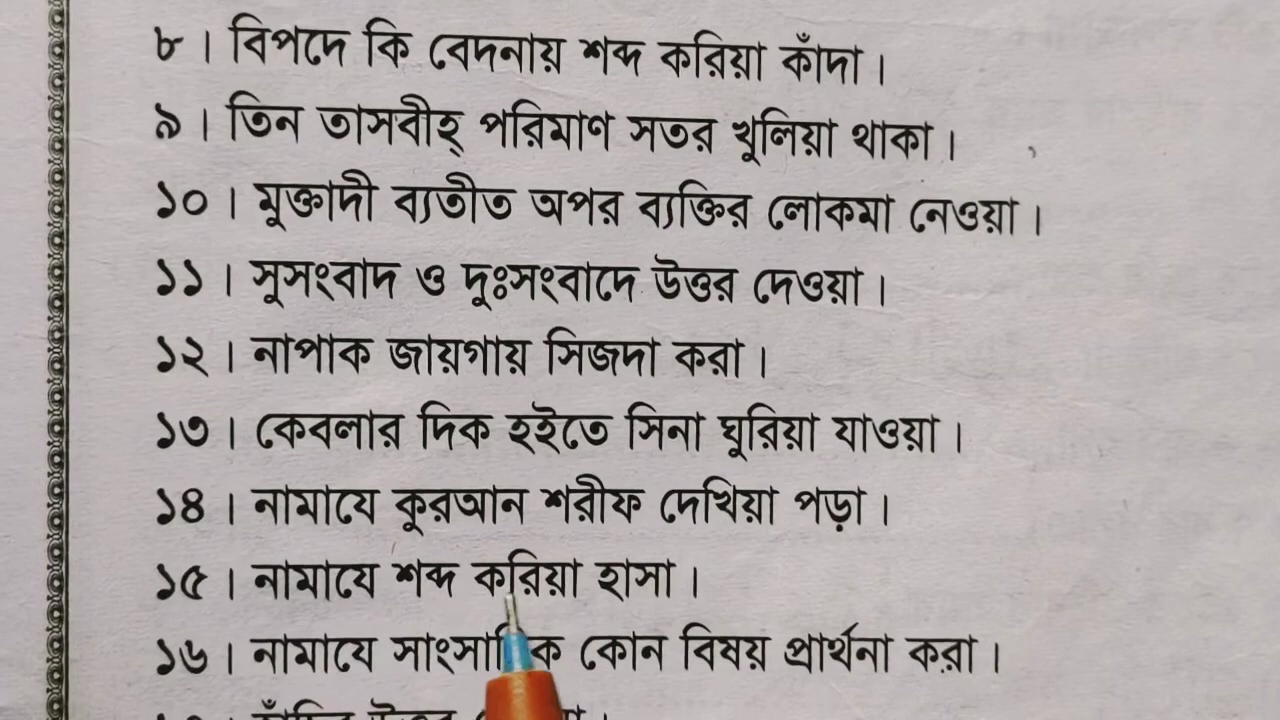 ৮। বিপদে কি বেদনায় শব্দ করিয়া কাঁদা।
৯। তিন তাসবীহ্ পরিমাণ সতর খুলিয়া থাকা।
১০। মুক্তাদী ব্যতীত অপর ব্যক্তির লোকমা নেওয়া।
১১। সুসংবাদ ও দুঃসংবাদে উত্তর দেওয়া।
১২। নাপাক জায়গায় সিজদা করা।
১৩। কেবলার দিক হইতে সিনা ঘুরিয়া যাওয়া।
১৪। নামাযে কুরআন শরীফ দেখিয়া পড়া।
১৫। নামাযে শব্দ করিয়া হাসা।
১৬। নামাযে কোন বিষয় প্রার্থনা করা।